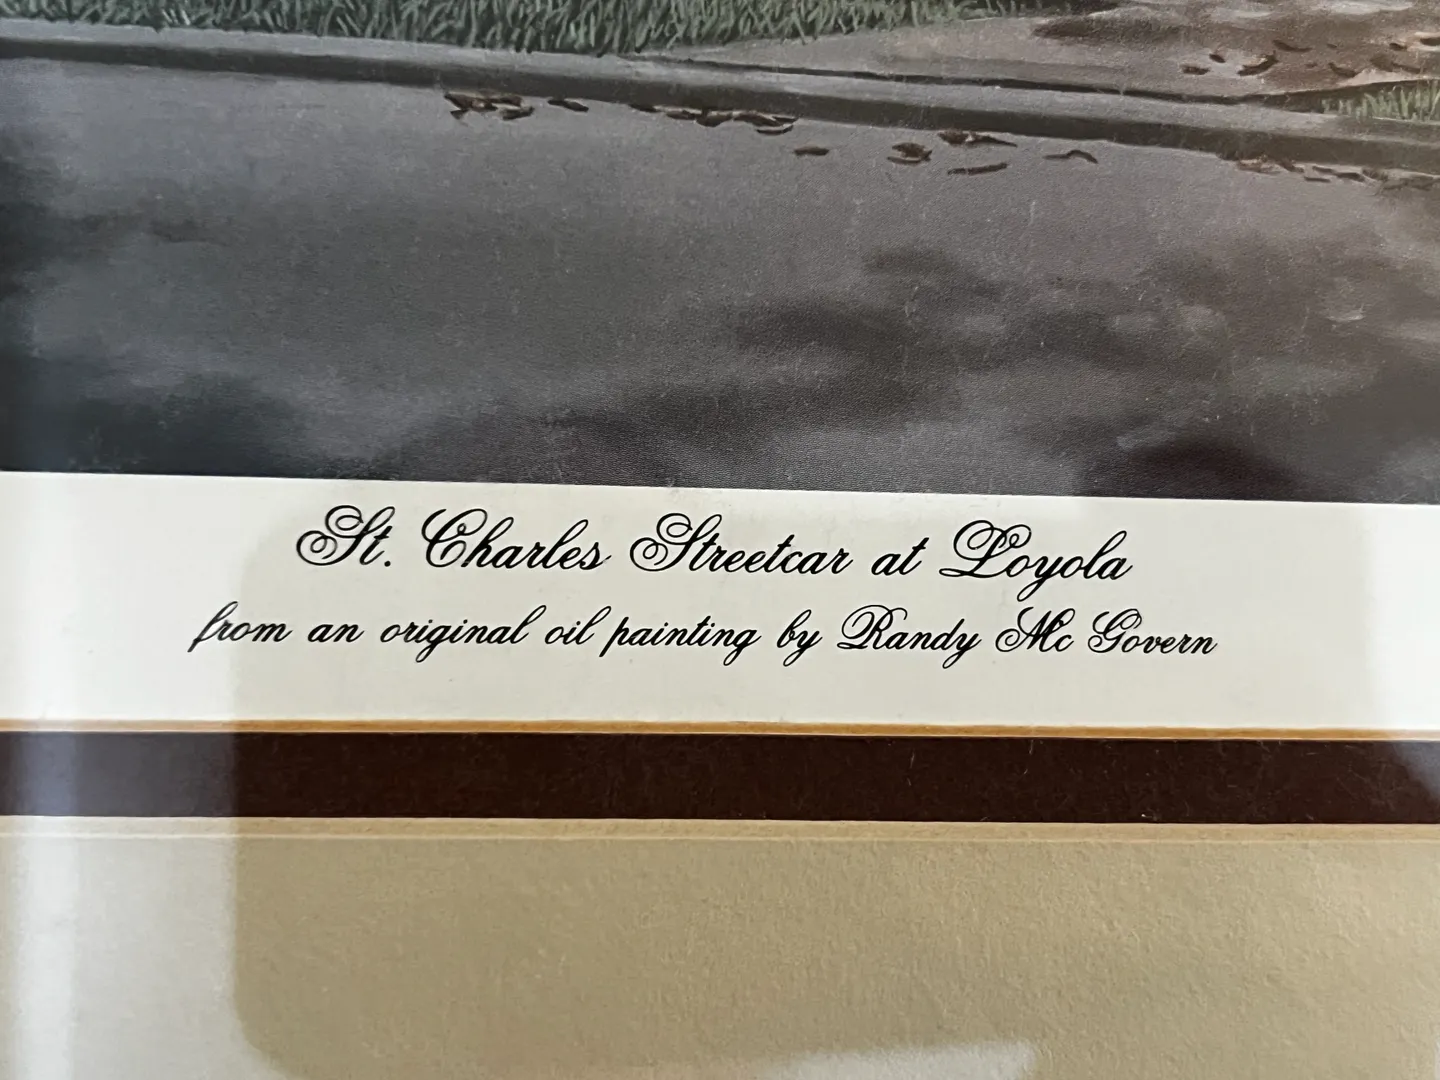 St. Charles Streetcar at Loyola
from an original oil painting by Randy Mc Govern